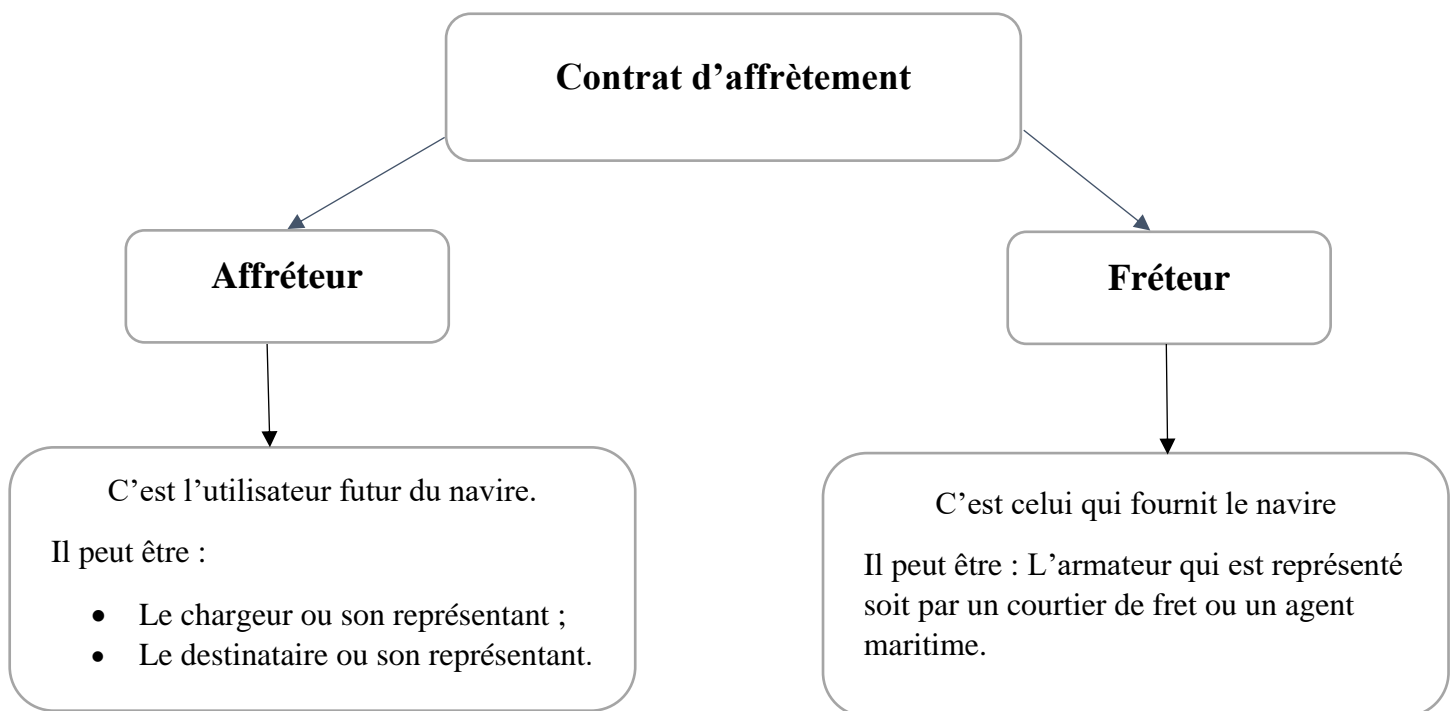 Contrat d’affrètement
Affréteur
Fréteur
C’est l’utilisateur futur du navire.
Il peut être :
• Le chargeur ou son représentant ;
• Le destinataire ou son représentant.
C’est celui qui fournit le navire
Il peut être : L’armateur qui est représenté
soit par un courtier de fret ou un agent
maritime.